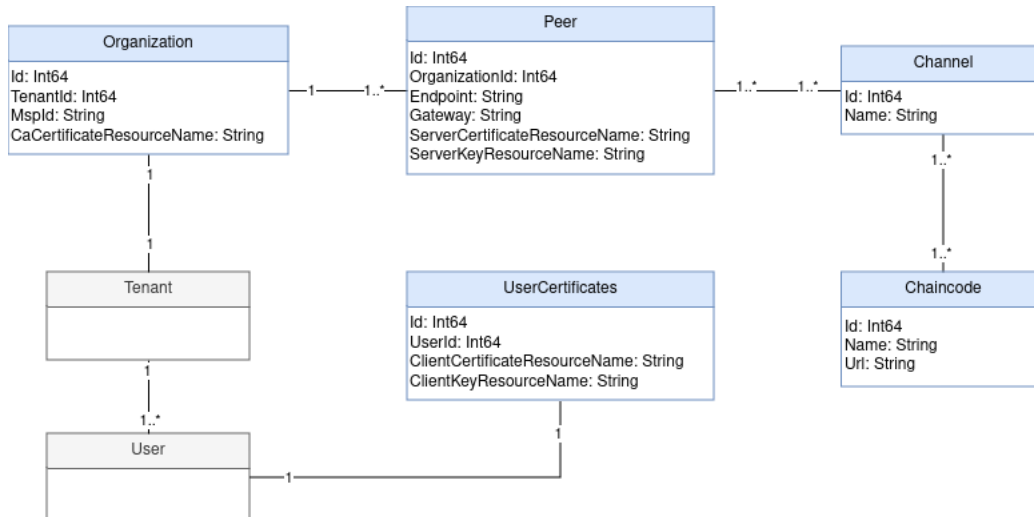 Organization
Id: Int64
TenantId: Int64
MspId: String
CaCertificateResourceName: String
1
1..*
Peer
Id: Int64
OrganizationId: Int64
Endpoint: String
Gateway: String
ServerCertificateResourceName: String
ServerKeyResourceName: String
1..*
1..*
Channel
Id: Int64
Name: String
1
1
1..*
1..*
Tenant
1
1..*
User
1
UserCertificates
Id: Int64
UserId: Int64
ClientCertificateResourceName: String
ClientKeyResourceName: String
1
Chaincode
Id: Int64
Name: String
Url: String